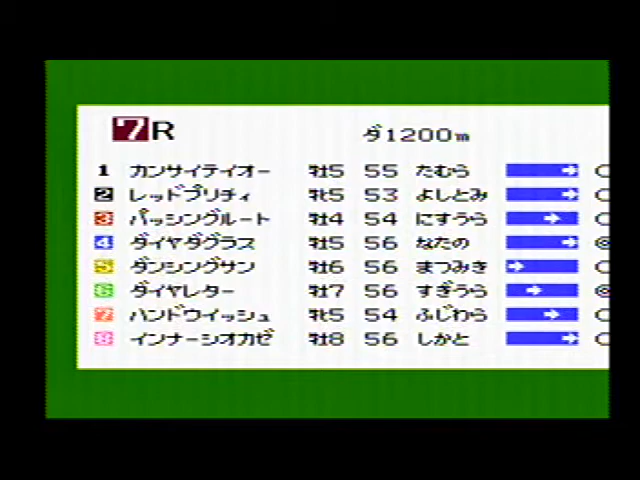 7R ダ1200m
1 カンサイテイオー 牡5 55 たむら → ○
2 レッドプリティ 牝5 53 よしとみ → ○
3 パッシングルート 牡4 54 にすうら → ○
4 ダイヤダグラス 牡5 56 なたの → ◎
5 ダンシングサン 牡6 56 まつみき → ○
6 ダイヤレター 牡7 56 すぎうら → ◎
7 ハンドウイッシュ 牝5 54 ふじわら → ○
8 インナーシオカゼ 牡8 56 しかと → ○